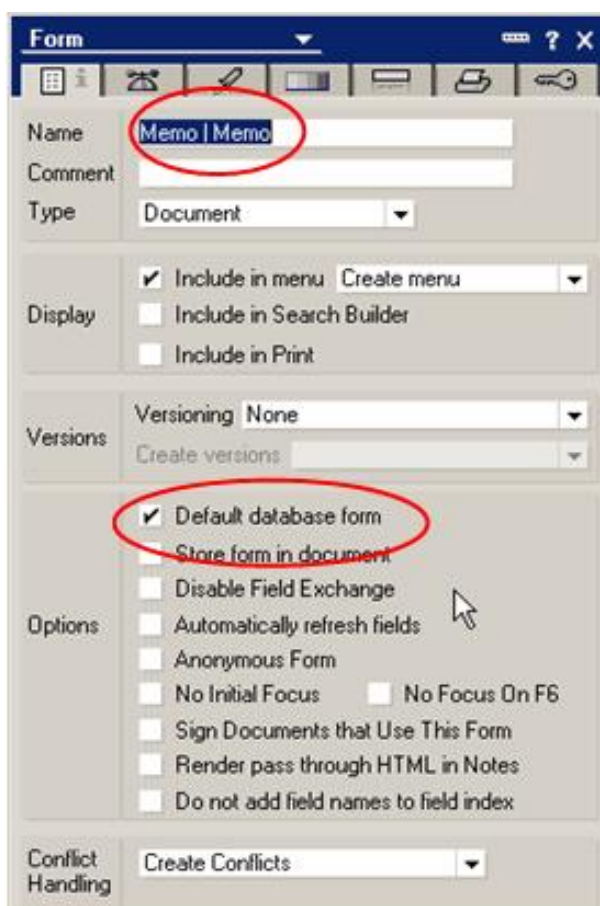 Form ? X
i
Name Memo | Memo
Comment
Type Document
Display
Include in menu Create menu
Include in Search Builder
Include in Print
Versions
Versioning None
Create versions
Options
Default database form
Store form in document
Disable Field Exchange
Automatically refresh fields
Anonymous Form
No Initial Focus No Focus On F6
Sign Documents that Use This Form
Render pass through HTML in Notes
Do not add field names to field index
Conflict
Handling
Create Conflicts